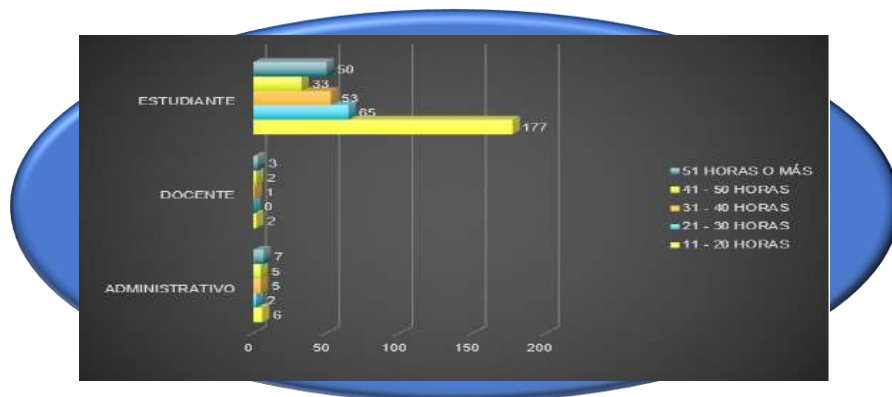 50
33
ESTUDIANTE
53
65
177
3
2
DOCENTE
1
0
2
7
5
ADMINISTRATIVO
5
2
6
0 50 100 150 200
51 HORAS O MÁS
41 - 50 HORAS
31 - 40 HORAS
21 - 30 HORAS
11 - 20 HORAS